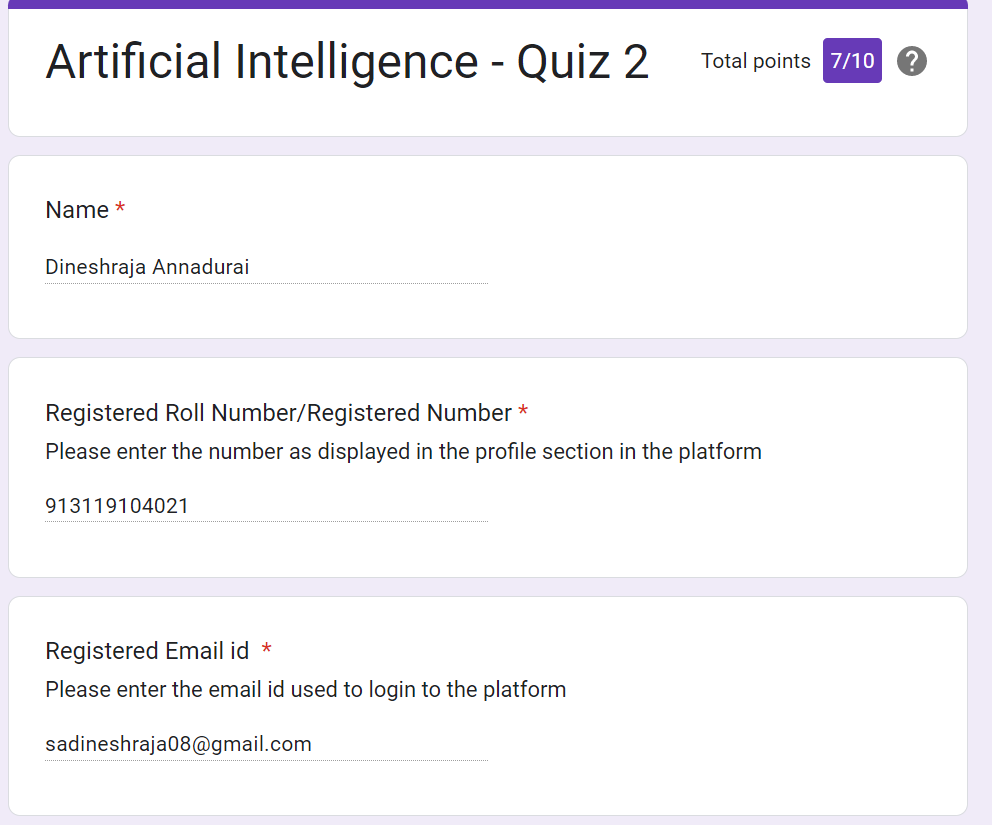 Artificial Intelligence - Quiz 2
Total points 7/10 ?
Name *
Dineshraja Annadurai
Registered Roll Number/Registered Number *
Please enter the number as displayed in the profile section in the platform
913119104021
Registered Email id *
Please enter the email id used to login to the platform
sadineshraja08@gmail.com